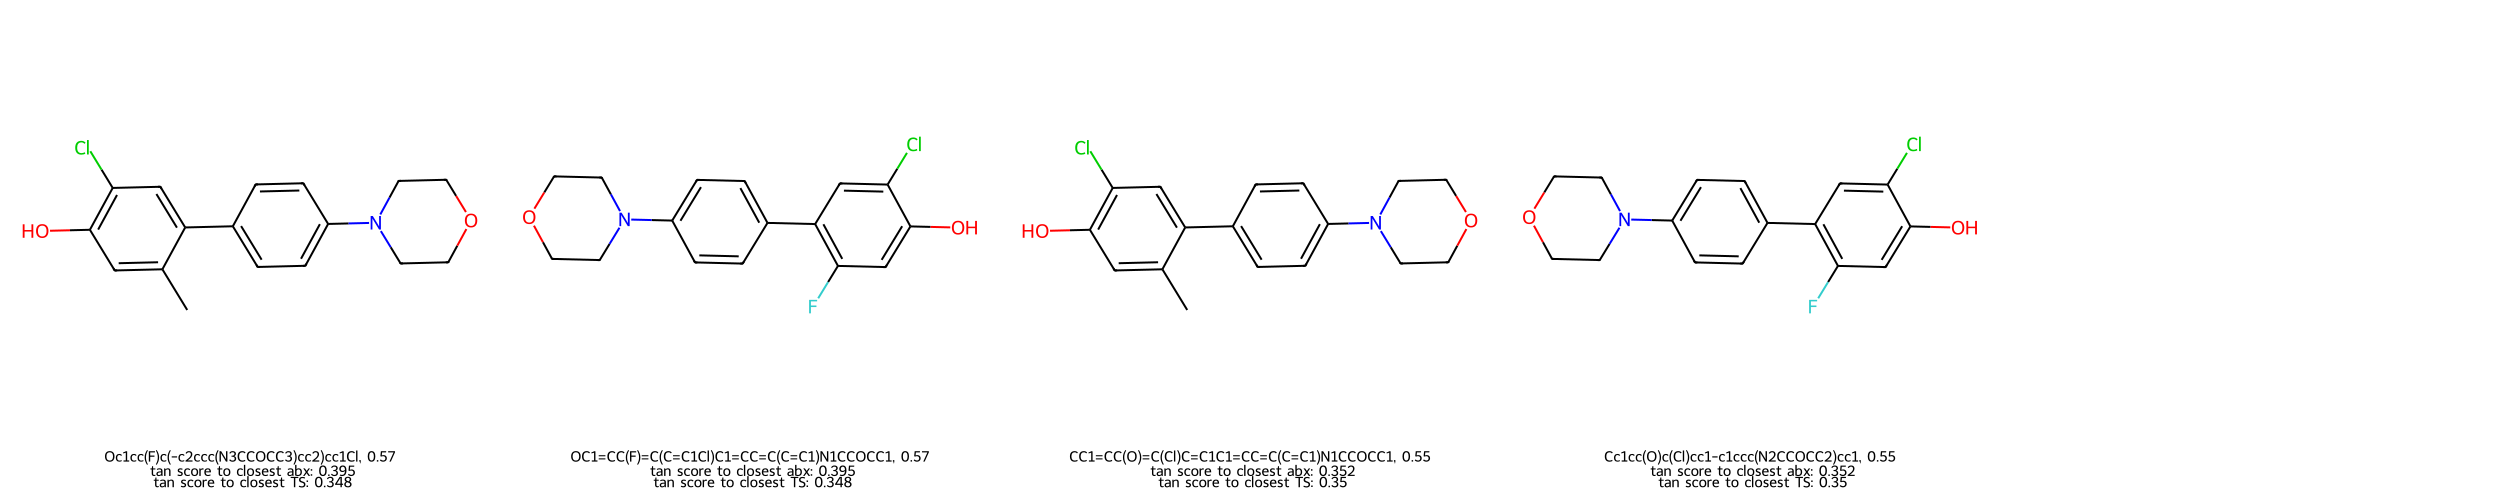 Cl Cl Cl Cl
HO N O O N OH HO N O O N OH
F F
Oc1cc(F)c(-c2ccc(N3CCOCC3)cc2)cc1Cl, 0.57
tan score to closest abx: 0.395
tan score to closest TS: 0.348
OC1=CC(F)=C(C=C1Cl)C1=CC=C(C=C1)N1CCOCC1, 0.57
tan score to closest abx: 0.395
tan score to closest TS: 0.348
CC1=CC(O)=C(Cl)C=C1C1=CC=C(C=C1)N1CCOCC1, 0.55
tan score to closest abx: 0.352
tan score to closest TS: 0.35
Cc1cc(O)c(Cl)cc1-c1ccc(N2CCOCC2)cc1, 0.55
tan score to closest abx: 0.352
tan score to closest TS: 0.35